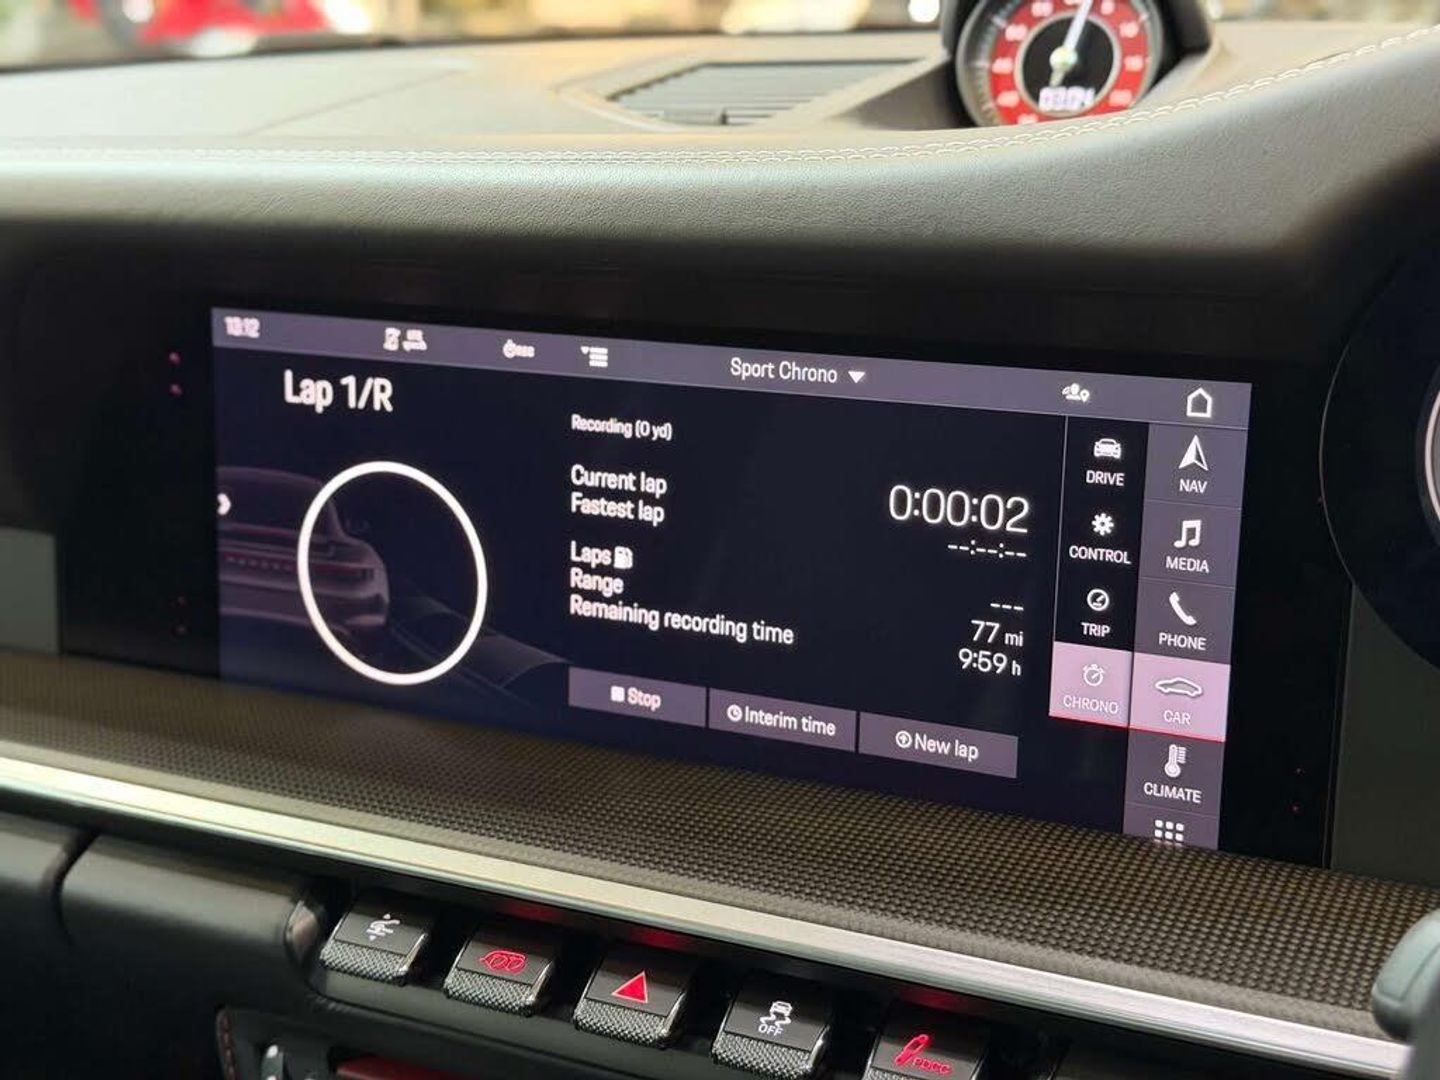 Sport Chrono
Lap 1/R
Recording (0 yd)
Current lap 0:00:02
Fastest lap --:--:--
Laps ---
Range 77 mi
Remaining recording time 9:59 h
Stop
Interim time
New lap
DRIVE
CONTROL
TRIP
CHRONO
NAV
MEDIA
PHONE
CAR
CLIMATE
OFF